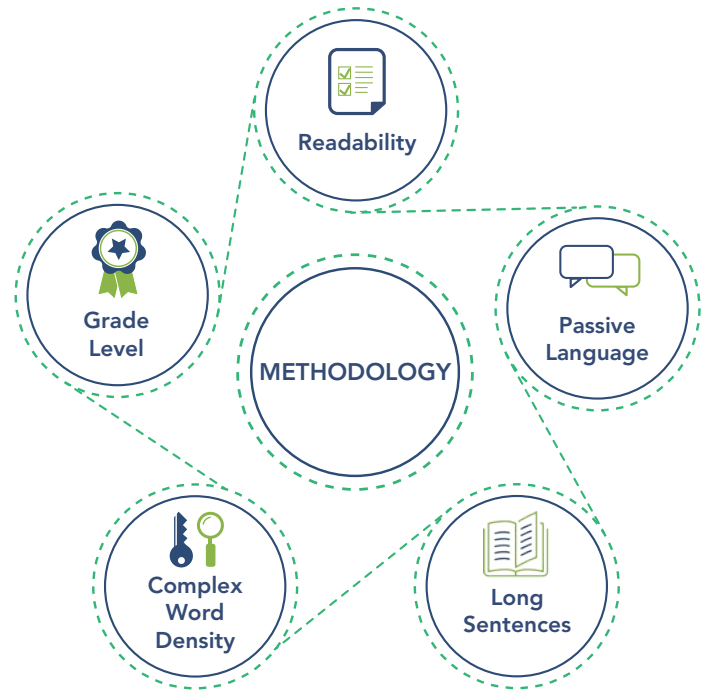 Readability
Grade
Level
Passive
Language
METHODOLOGY
Complex
Word
Density
Long
Sentences